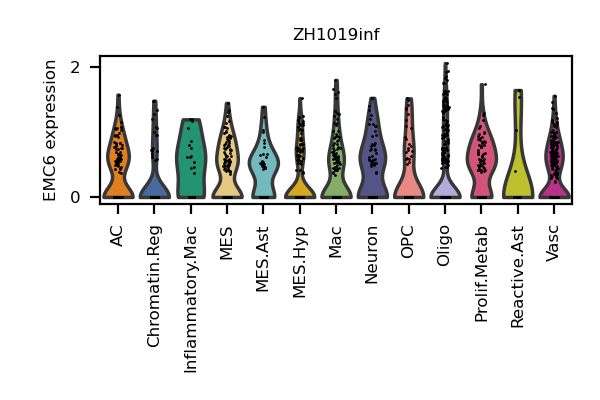 ZH1019inf
EMC6 expression
2
0
AC
Chromatin.Reg
Inflammatory.Mac
MES
MES.Ast
MES.Hyp
Mac
Neuron
OPC
Oligo
Prolif.Metab
Reactive.Ast
Vasc